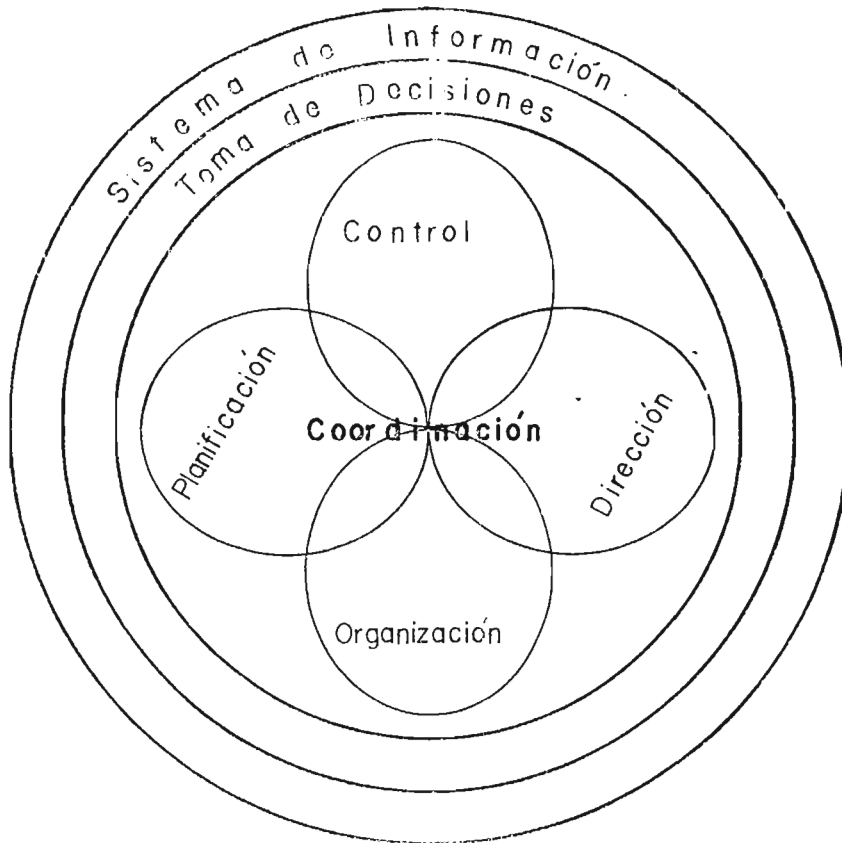 Sistema de Información
Toma de Decisiones
Control
Planificación
Coordinación
Dirección
Organización